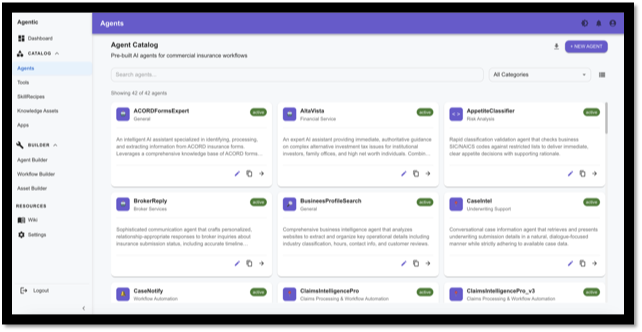 Agentic
Agents
Dashboard
CATALOG
Agents
Tools
SkillRecipes
Knowledge Assets
Apps
BUILDER
Agent Builder
Workflow Builder
Asset Builder
RESOURCES
Wiki
Settings
Logout
Agent Catalog
Pre-built AI agents for commercial insurance workflows
+ NEW AGENT
Search agents...
All Categories
Showing 42 of 42 agents
ACORDFormsExpert
General
active
An intelligent AI assistant specialized in identifying, processing,
and extracting information from ACORD insurance forms.
Leverages a comprehensive knowledge base of ACORD forms...
AltaVista
Financial Service
active
An expert AI assistant providing immediate, authoritative guidance
on complex alternative investment tax issues for institutional
investors, family offices, and high net worth individuals. Combin...
AppetiteClassifier
Risk Analysis
active
Rapid classification validation agent that checks business
SIC/NAICS codes against restricted lists to deliver immediate,
clear appetite decisions with supporting rationale.
BrokerReply
Broker Services
active
Sophisticated communication agent that crafts personalized,
relationship-appropriate responses to broker inquiries about
insurance submission status, including accurate timeline...
BusineesProfileSearch
General
active
Comprehensive business intelligence agent that analyzes
websites to extract and organize key operational details including
industry classification, hours, contact info, and customer reviews.
CaseIntel
Underwriting Support
active
Conversational case information agent that retrieves and presents
underwriting submission details in a natural, dialogue-focused
manner while strictly adhering to available case data.
CaseNotify
Workflow Automation
active
ClaimsIntelligencePro
Claims Processing & Workflow Automation
active
ClaimsIntelligencePro_v3
Claims Processing & Workflow Automation
active